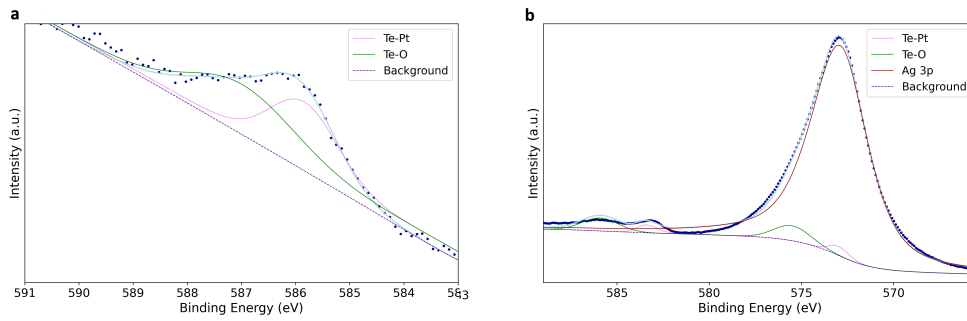 a
Te-Pt
Te-O
Background
Intensity (a.u.)
591 590 589 588 587 586 585 584 583
Binding Energy (eV)
b
Te-Pt
Te-O
Ag 3p
Background
Intensity (a.u.)
585 580 575 570
Binding Energy (eV)